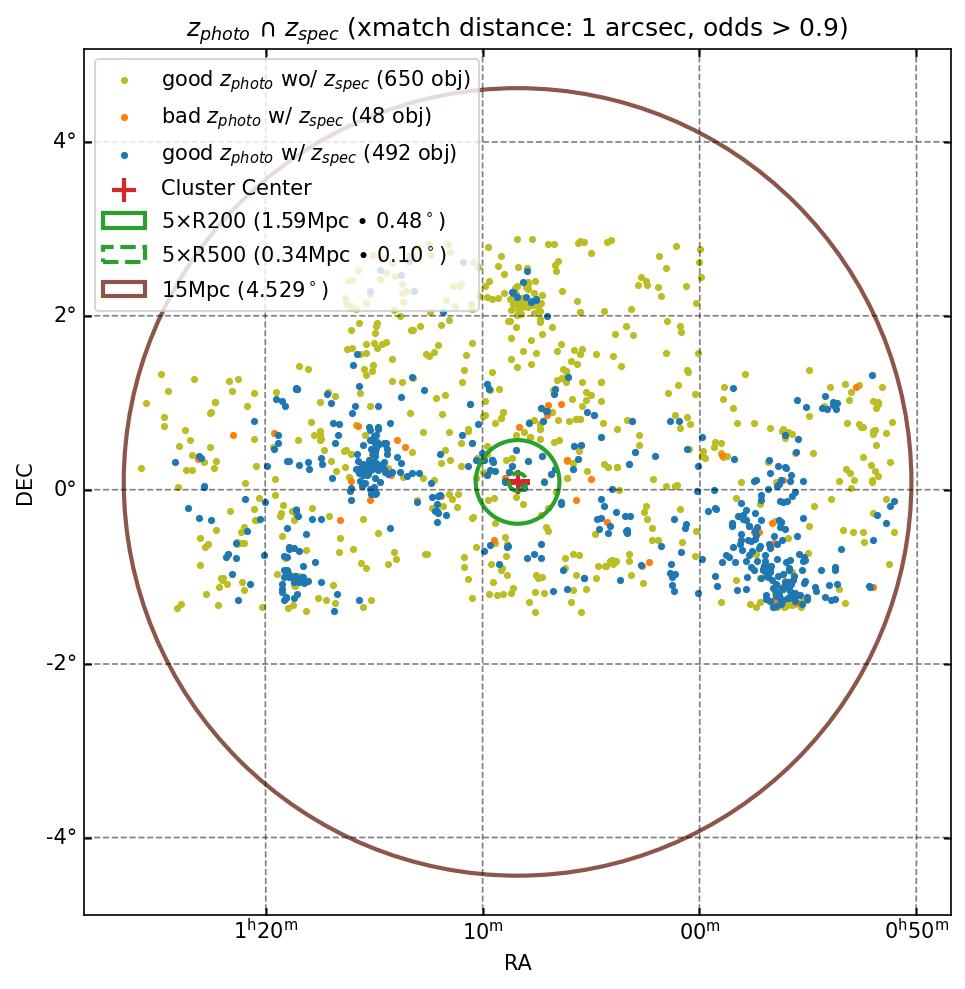 z_photo ∩ z_spec (xmatch distance: 1 arcsec, odds > 0.9)
good z_photo wo/ z_spec (650 obj)
bad z_photo w/ z_spec (48 obj)
good z_photo w/ z_spec (492 obj)
Cluster Center
5×R200 (1.59Mpc • 0.48°)
5×R500 (0.34Mpc • 0.10°)
15Mpc (4.529°)
4°
2°
0°
-2°
-4°
DEC
1h20m 10m 00m 0h50m
RA